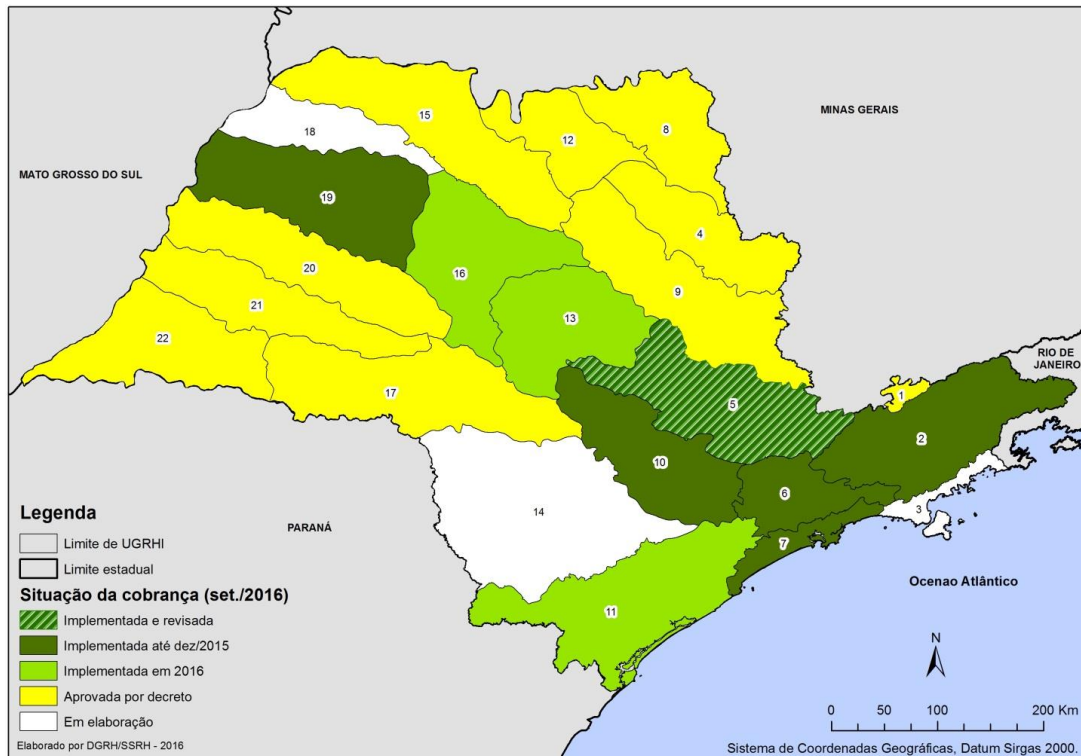 MINAS GERAIS
MATO GROSSO DO SUL
RIO DE
JANEIRO
PARANÁ
Ocenao Atlântico
15
18
12
8
19
4
20
16
9
21
13
22
17
5
1
2
10
6
3
14
7
11
Legenda
Limite de UGRHI
Limite estadual
Situação da cobrança (set./2016)
Implementada e revisada
Implementada até dez/2015
Implementada em 2016
Aprovada por decreto
Em elaboração
Elaborado por DGRH/SSRH - 2016
N
0 50 100 200 Km
Sistema de Coordenadas Geográficas, Datum Sirgas 2000.